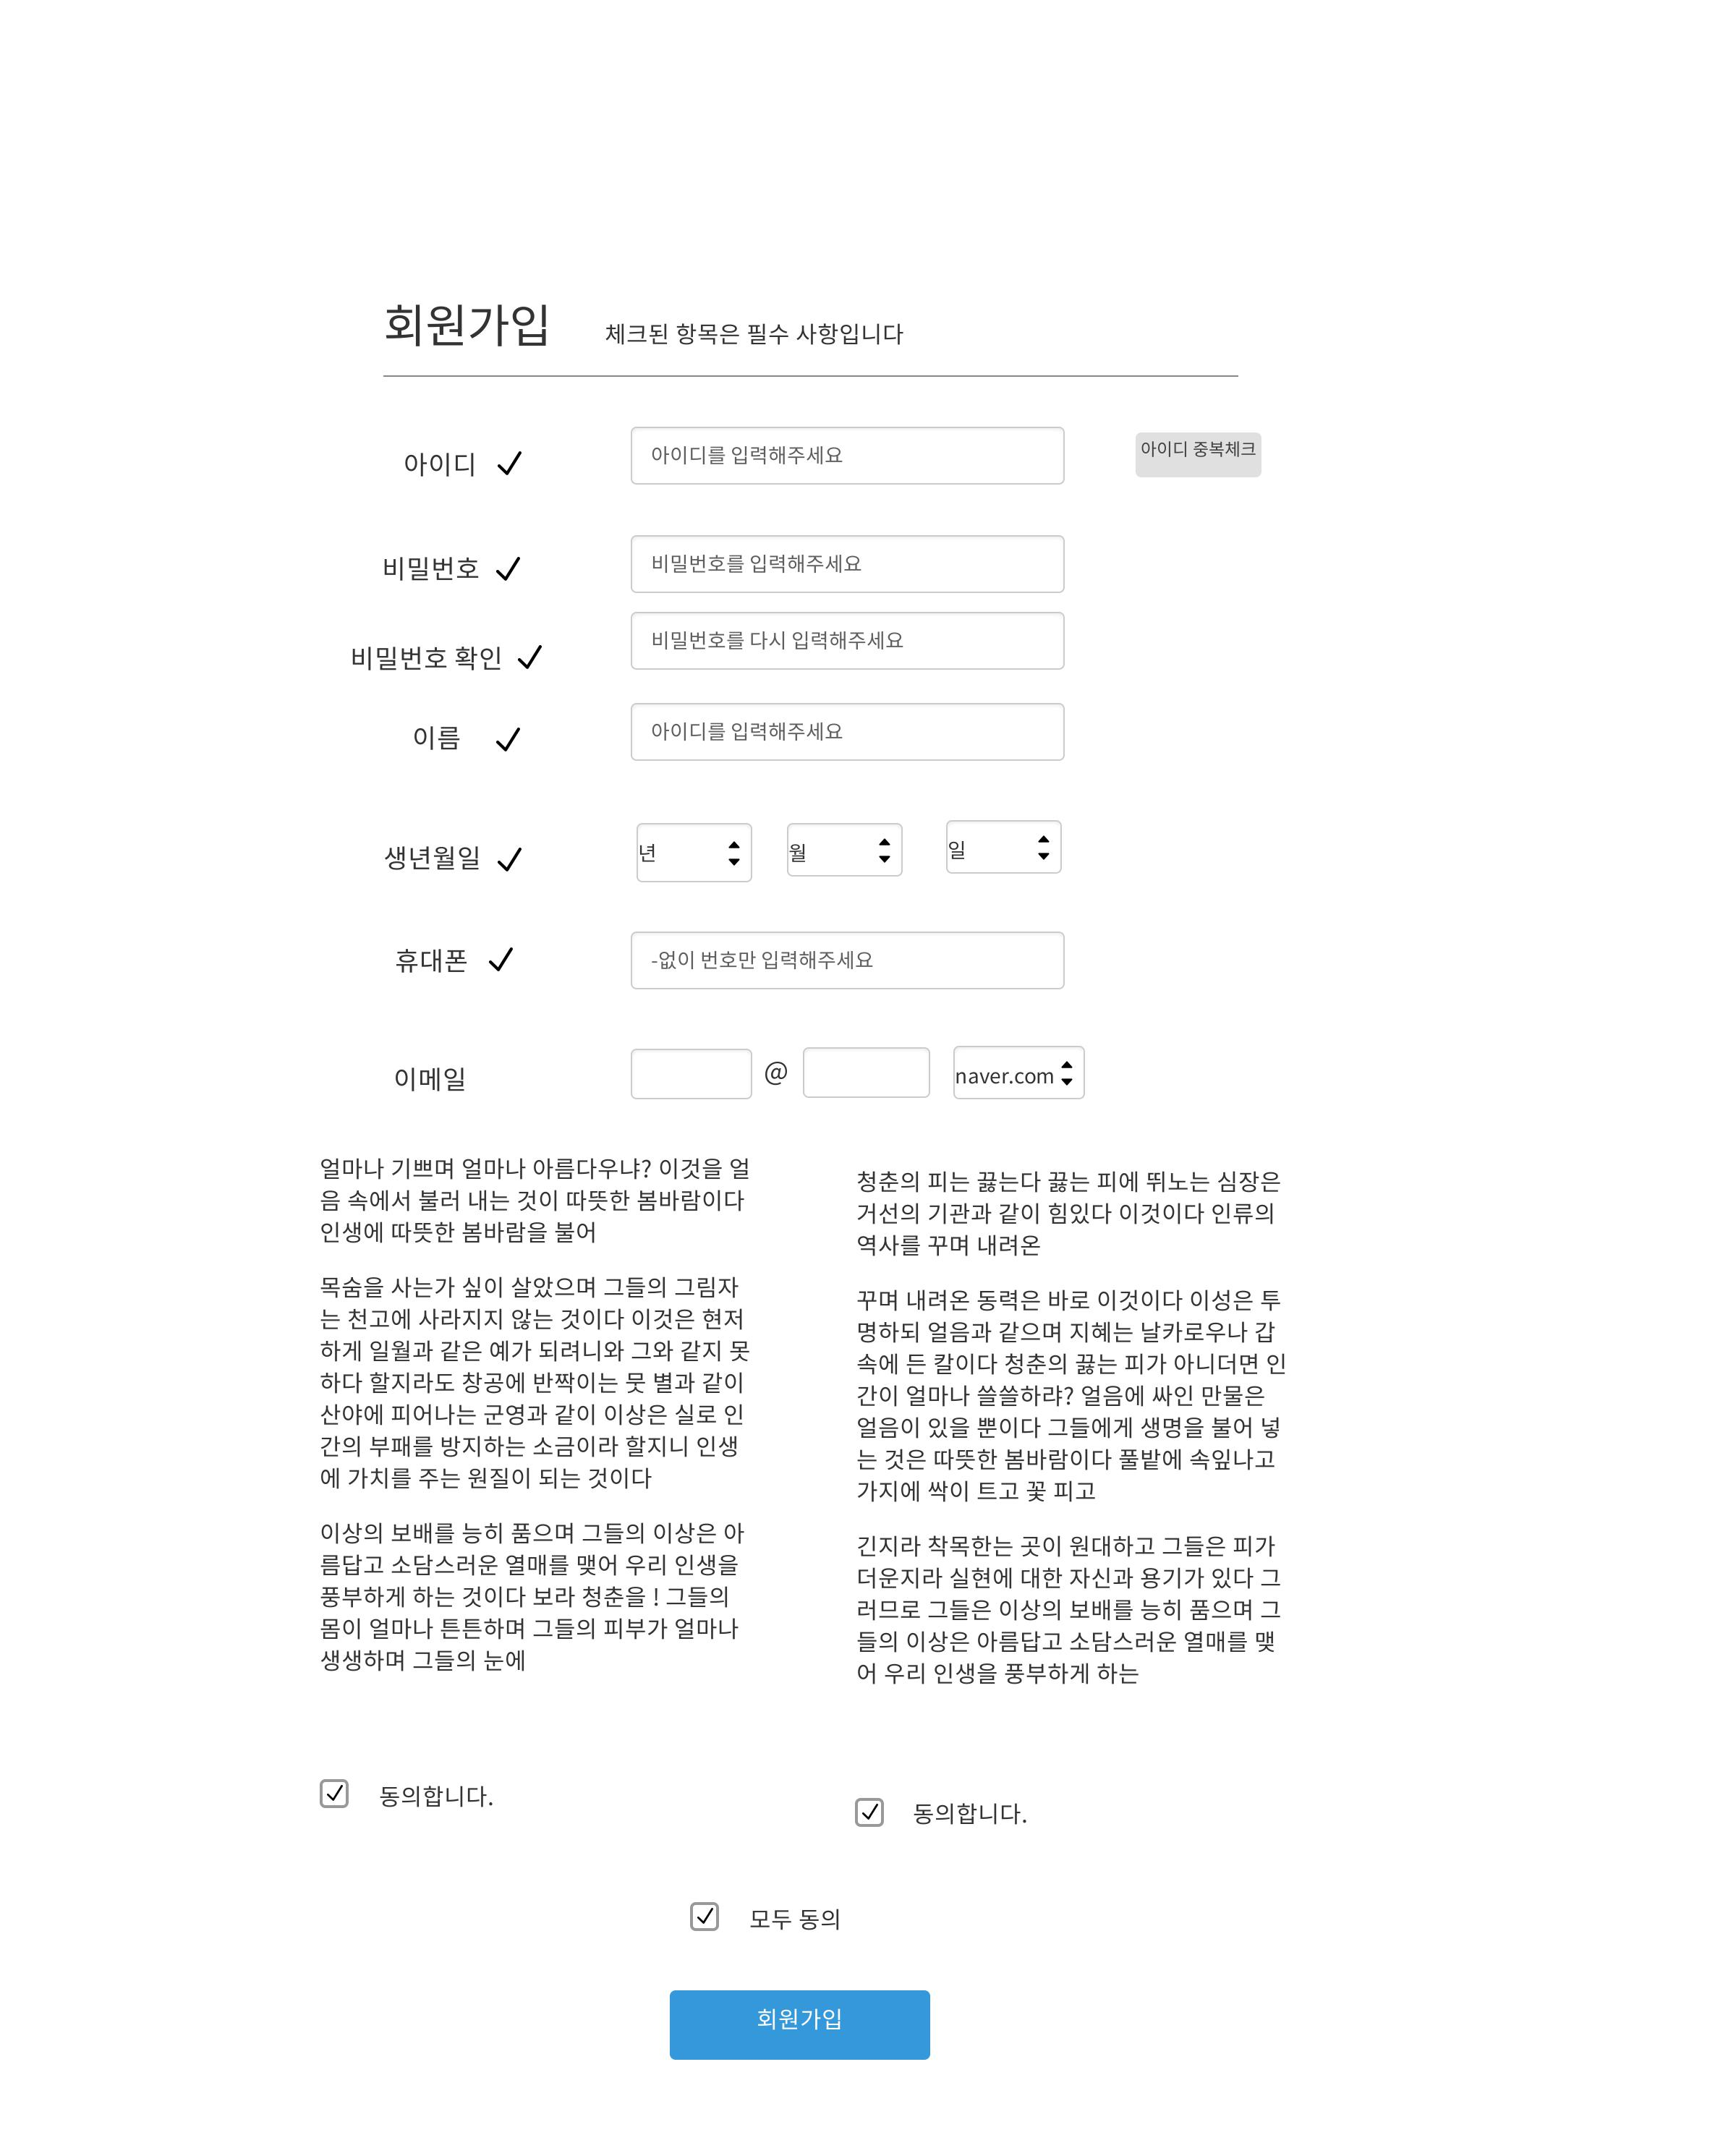 회원가입 체크된 항목은 필수 사항입니다
아이디 아이디를 입력해주세요 아이디 중복체크
비밀번호 비밀번호를 입력해주세요
비밀번호 확인 비밀번호를 다시 입력해주세요
이름 아이디를 입력해주세요
생년월일 년 월 일
휴대폰 -없이 번호만 입력해주세요
이메일 @ naver.com
얼마나 기쁘며 얼마나 아름다우냐? 이것을 얼
음 속에서 불러 내는 것이 따뜻한 봄바람이다
인생에 따뜻한 봄바람을 불어
목숨을 사는가 싶이 살았으며 그들의 그림자
는 천고에 사라지지 않는 것이다 이것은 현저
하게 일월과 같은 예가 되려니와 그와 같지 못
하다 할지라도 창공에 반짝이는 뭇 별과 같이
산야에 피어나는 군영과 같이 이상은 실로 인
간의 부패를 방지하는 소금이라 할지니 인생
에 가치를 주는 원질이 되는 것이다
이상의 보배를 능히 품으며 그들의 이상은 아
름답고 소담스러운 열매를 맺어 우리 인생을
풍부하게 하는 것이다 보라 청춘을 ! 그들의
몸이 얼마나 튼튼하며 그들의 피부가 얼마나
생생하며 그들의 눈에
청춘의 피는 끓는다 끓는 피에 뛰노는 심장은
거선의 기관과 같이 힘있다 이것이다 인류의
역사를 꾸며 내려온
꾸며 내려온 동력은 바로 이것이다 이성은 투
명하되 얼음과 같으며 지혜는 날카로우나 갑
속에 든 칼이다 청춘의 끓는 피가 아니더면 인
간이 얼마나 쓸쓸하랴? 얼음에 싸인 만물은
얼음이 있을 뿐이다 그들에게 생명을 불어 넣
는 것은 따뜻한 봄바람이다 풀밭에 속잎나고
가지에 싹이 트고 꽃 피고
긴지라 착목한는 곳이 원대하고 그들은 피가
더운지라 실현에 대한 자신과 용기가 있다 그
러므로 그들은 이상의 보배를 능히 품으며 그
들의 이상은 아름답고 소담스러운 열매를 맺
어 우리 인생을 풍부하게 하는
동의합니다.
동의합니다.
모두 동의
회원가입